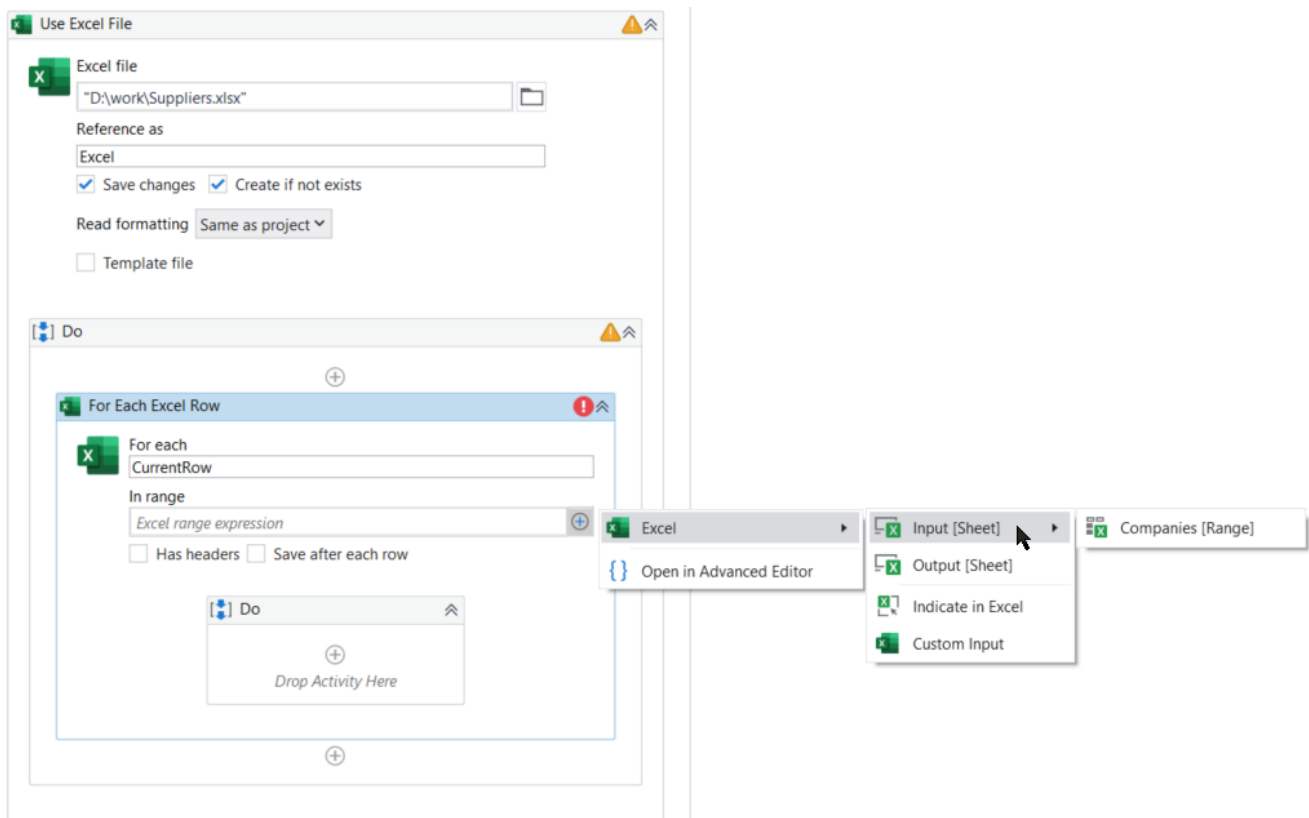 Use Excel File
Excel file
"D:\work\Suppliers.xlsx"
Reference as
Excel
Save changes Create if not exists
Read formatting Same as project
Template file
Do
For Each Excel Row
For each
CurrentRow
In range
Excel range expression
Has headers Save after each row
Do
Drop Activity Here
Excel
Open in Advanced Editor
Input [Sheet]
Output [Sheet]
Indicate in Excel
Custom Input
Companies [Range]